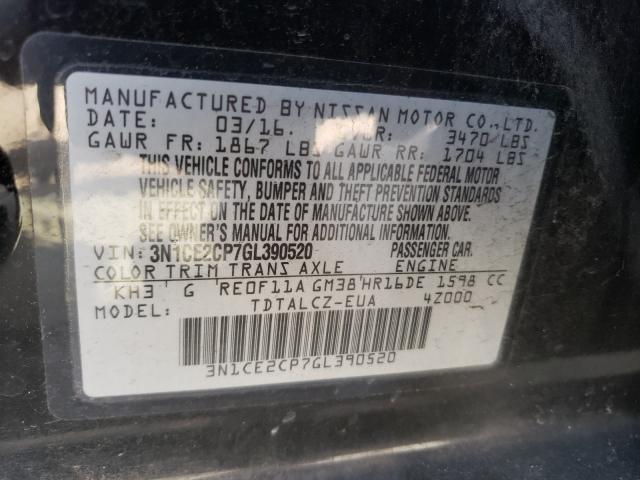 MANUFACTURED BY NISSAN MOTOR CO.,LTD.
DATE: 03/16. GVWR: 3470 LBS
GAWR FR: 1867 LBS GAWR RR: 1704 LBS
THIS VEHICLE CONFORMS TO ALL APPLICABLE FEDERAL MOTOR
VEHICLE SAFETY, BUMPER AND THEFT PREVENTION STANDARDS
IN EFFECT ON THE DATE OF MANUFACTURE SHOWN ABOVE.
SEE OWNER'S MANUAL FOR ADDITIONAL INFORMATION.
VIN: 3N1CE2CP7GL390520 PASSENGER CAR.
COLOR TRIM TRANS AXLE ENGINE
KH3 G RE0F11A GM38 HR16DE 1598 CC
TDTALCZ-EUA 4Z000
3N1CE2CP7GL390520